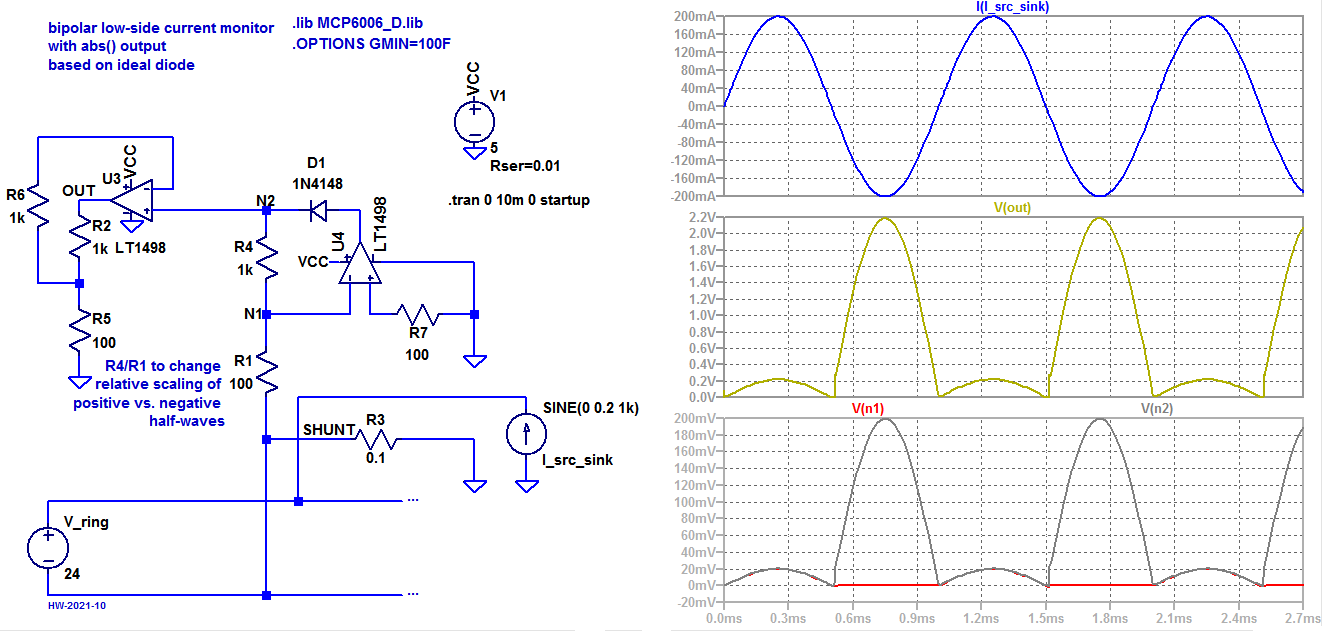 bipolar low-side current monitor
with abs() output
based on ideal diode
.lib MCP6006_D.lib
.OPTIONS GMIN=100F
VCC
V1
5
Rser=0.01
.tran 0 10m 0 startup
D1
1N4148
N2
VCC
U3
OUT
R6
1k
R2
1k
LT1498
R4
1k
U4
LT1498
VCC
N1
R7
100
R5
100
R1
100
R4/R1 to change
relative scaling of
positive vs. negative
half-waves
SHUNT
R3
0.1
SINE(0 0.2 1k)
I_src_sink
...
V_ring
24
...
HW-2021-10
I(I_src_sink)
200mA
160mA
120mA
80mA
40mA
0mA
-40mA
-80mA
-120mA
-160mA
-200mA
V(out)
2.2V
2.0V
1.8V
1.6V
1.4V
1.2V
1.0V
0.8V
0.6V
0.4V
0.2V
0.0V
V(n1) V(n2)
200mV
180mV
160mV
140mV
120mV
100mV
80mV
60mV
40mV
20mV
0mV
-20mV
0.0ms 0.3ms 0.6ms 0.9ms 1.2ms 1.5ms 1.8ms 2.1ms 2.4ms 2.7ms